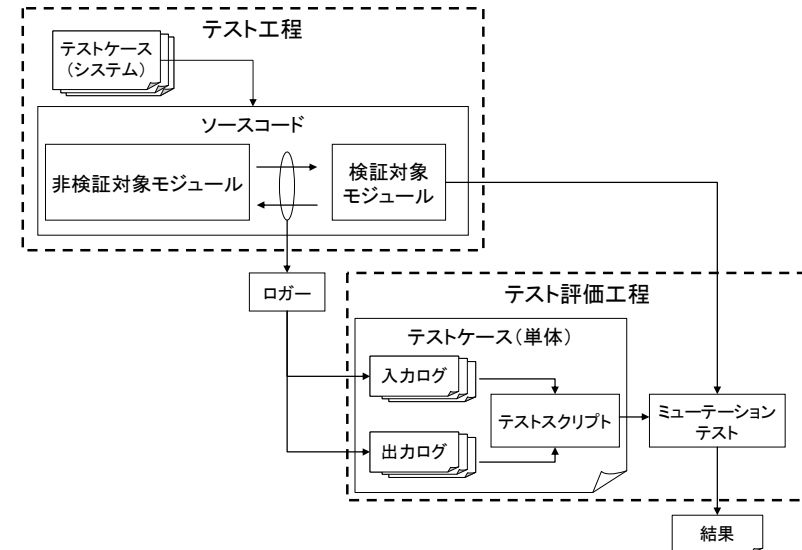 テスト工程
テストケース
(システム)
ソースコード
非検証対象モジュール
検証対象
モジュール
ロガー
テスト評価工程
テストケース(単体)
入力ログ
テストスクリプト
ミューテーション
テスト
出力ログ
結果